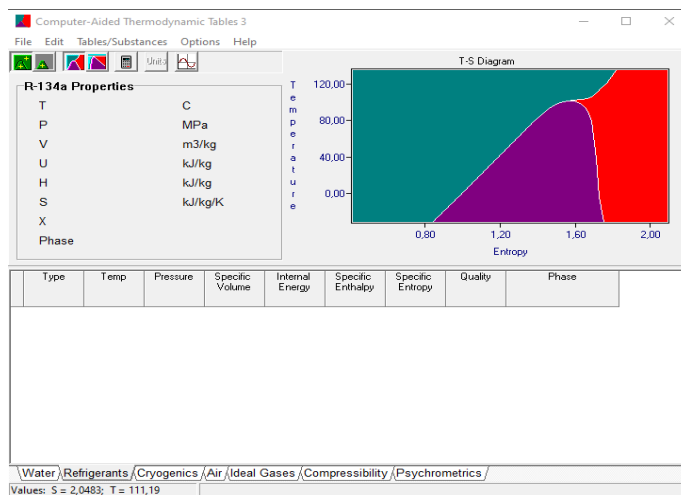 Computer-Aided Thermodynamic Tables 3
File Edit Tables/Substances Options Help
Units
R-134a Properties
T C
P MPa
V m3/kg
U kJ/kg
H kJ/kg
S kJ/kg/K
X
Phase
T-S Diagram
Temperature
120,00
80,00
40,00
0,00
0,80 1,20 1,60 2,00
Entropy
Type Temp Pressure Specific Volume Internal Energy Specific Enthalpy Specific Entropy Quality Phase
Water Refrigerants Cryogenics Air Ideal Gases Compressibility Psychrometrics
Values: S = 2,0483; T = 111,19